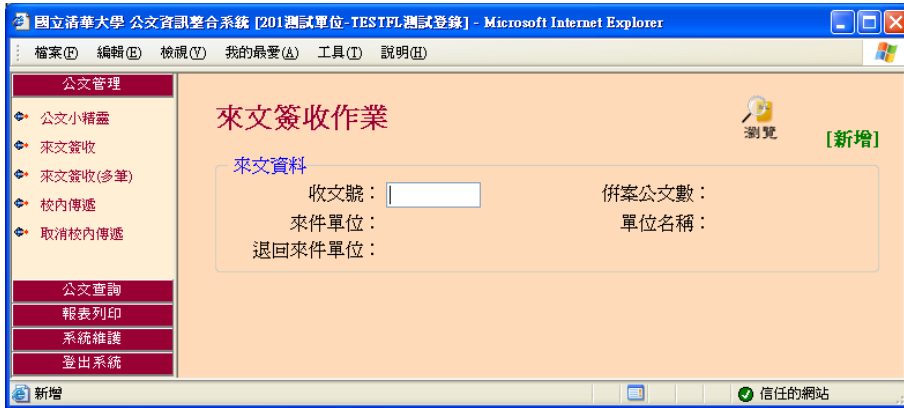 國立清華大學 公文資訊整合系統 [201測試單位-TESTFL測試登錄] - Microsoft Internet Explorer
檔案(F) 編輯(E) 檢視(V) 我的最愛(A) 工具(T) 說明(H)
公文管理
公文小精靈
來文簽收
來文簽收(多筆)
校內傳遞
取消校內傳遞
公文查詢
報表列印
系統維護
登出系統
來文簽收作業
瀏覽
[新增]
來文資料
收文號：
併案公文數：
來件單位：
單位名稱：
退回來件單位：
新增
信任的網站